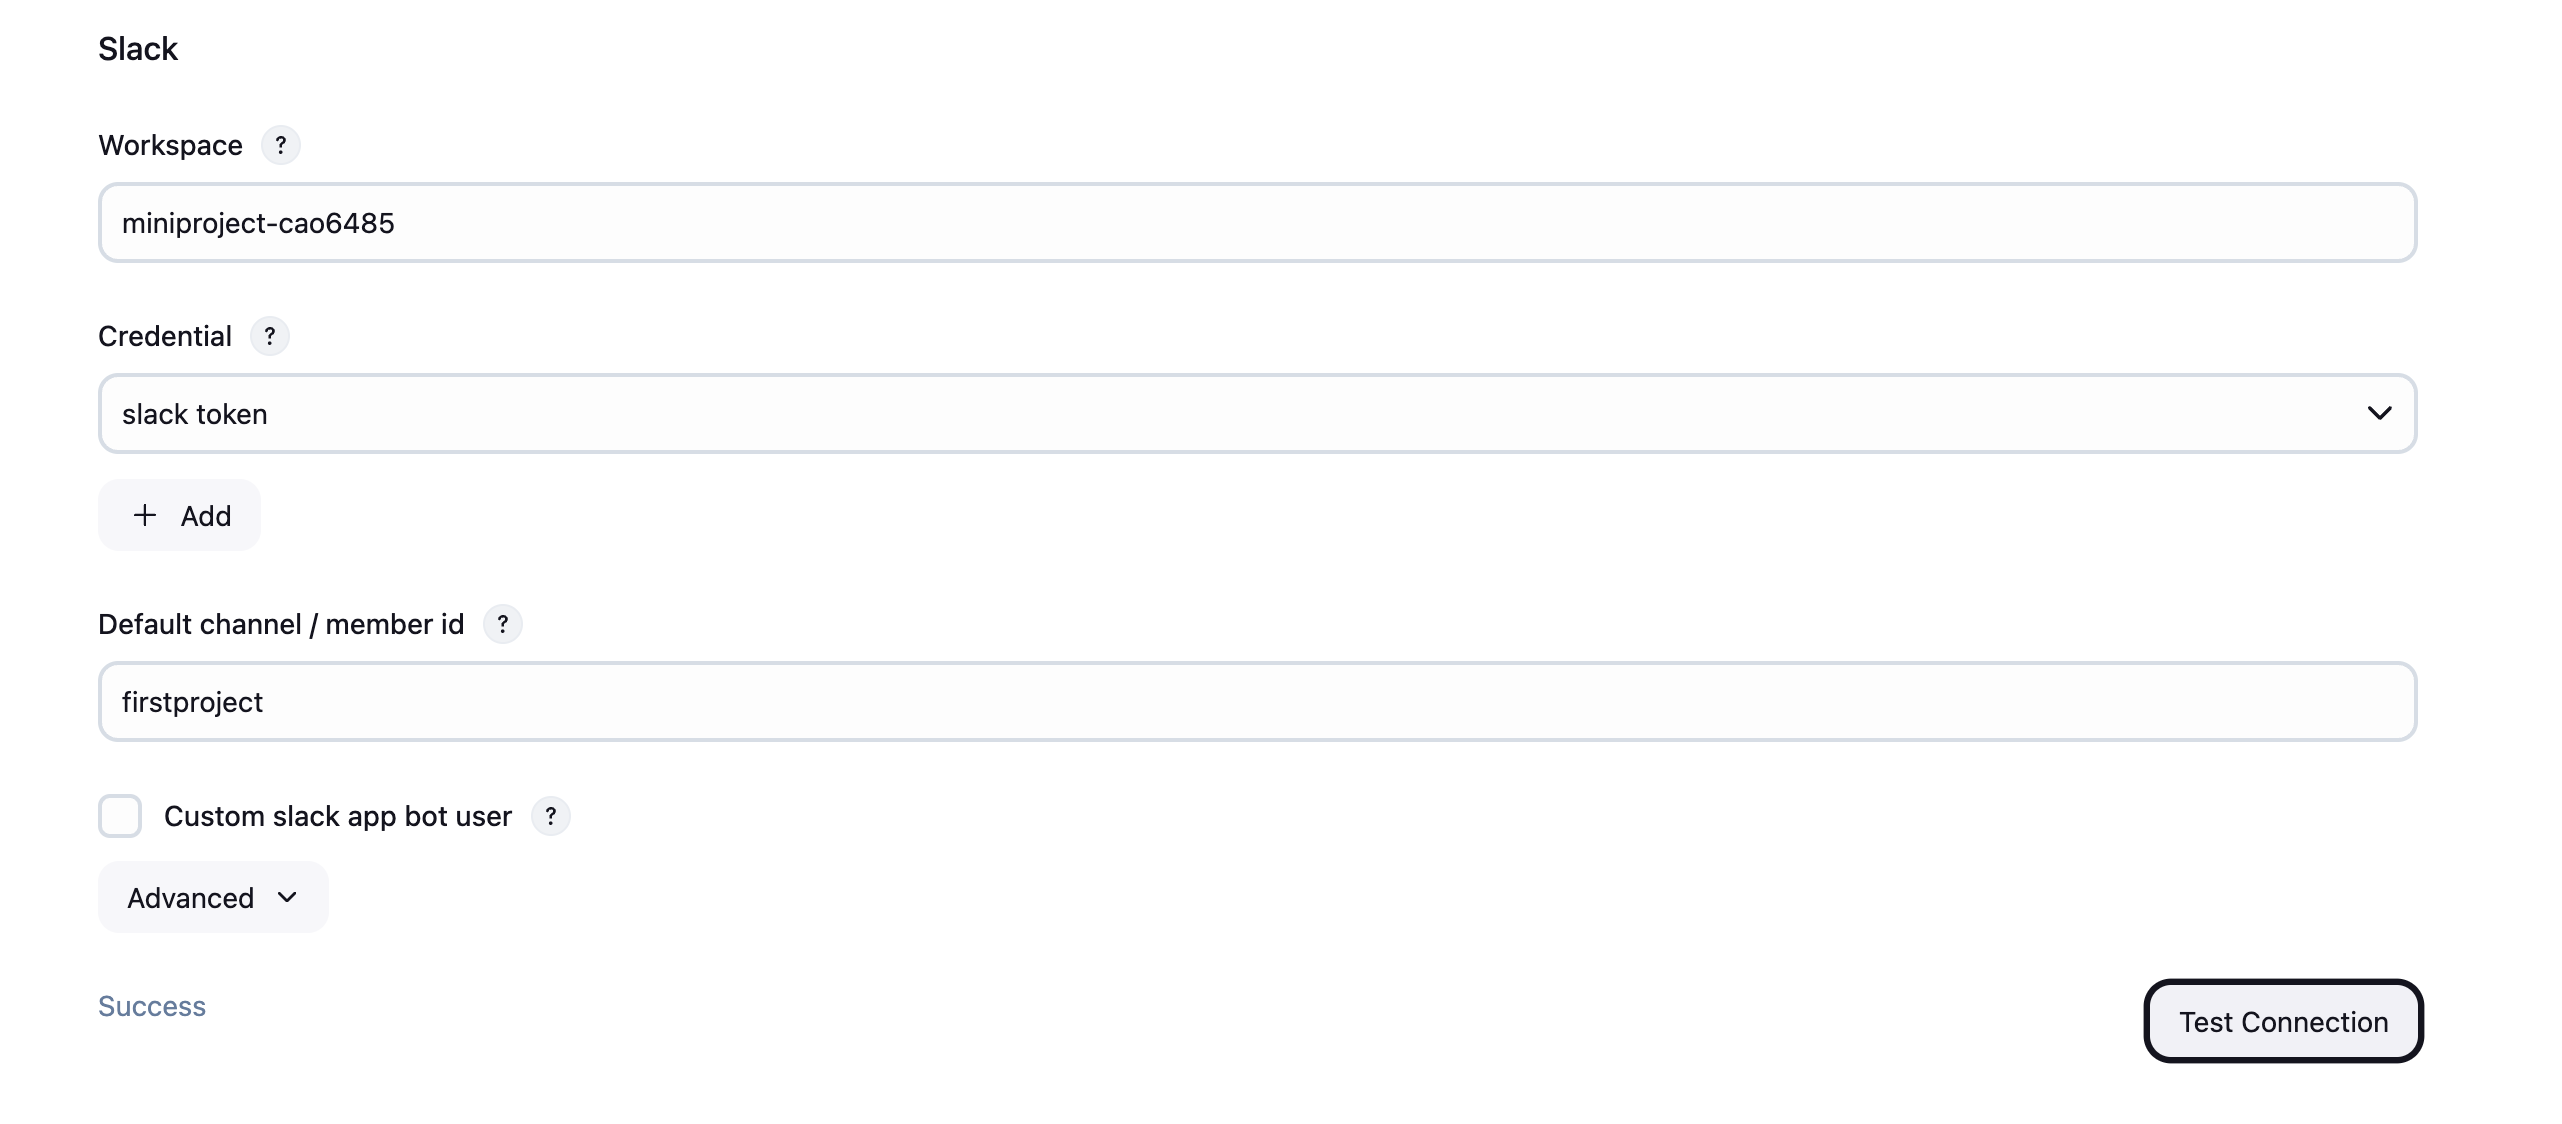 Slack
Workspace ?
miniproject-cao6485
Credential ?
slack token
+ Add
Default channel / member id ?
firstproject
Custom slack app bot user ?
Advanced
Success
Test Connection